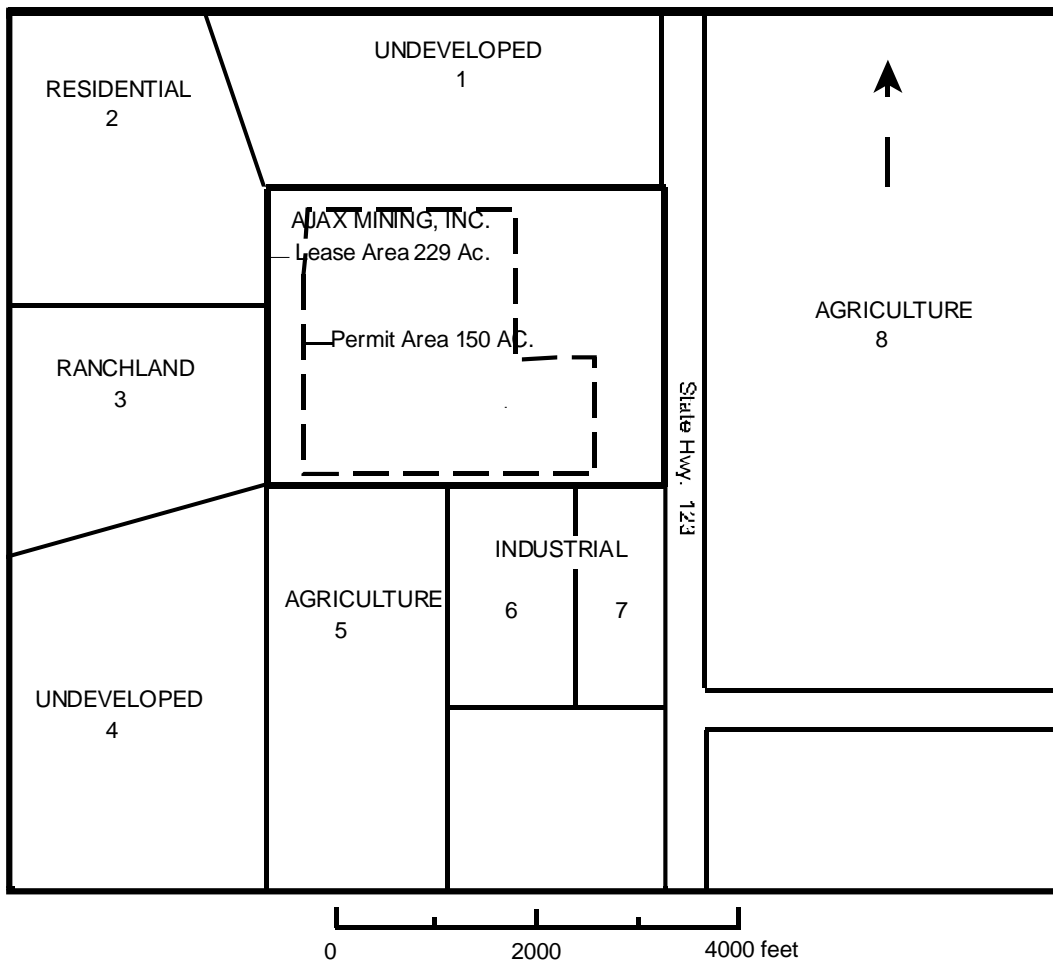 UNDEVELOPED
1
RESIDENTIAL
2
AJAX MINING, INC.
Lease Area 229 Ac.
Permit Area 150 AC.
AGRICULTURE
8
RANCHLAND
3
State Hwy. 123
INDUSTRIAL
6
7
AGRICULTURE
5
UNDEVELOPED
4
0 2000 4000 feet